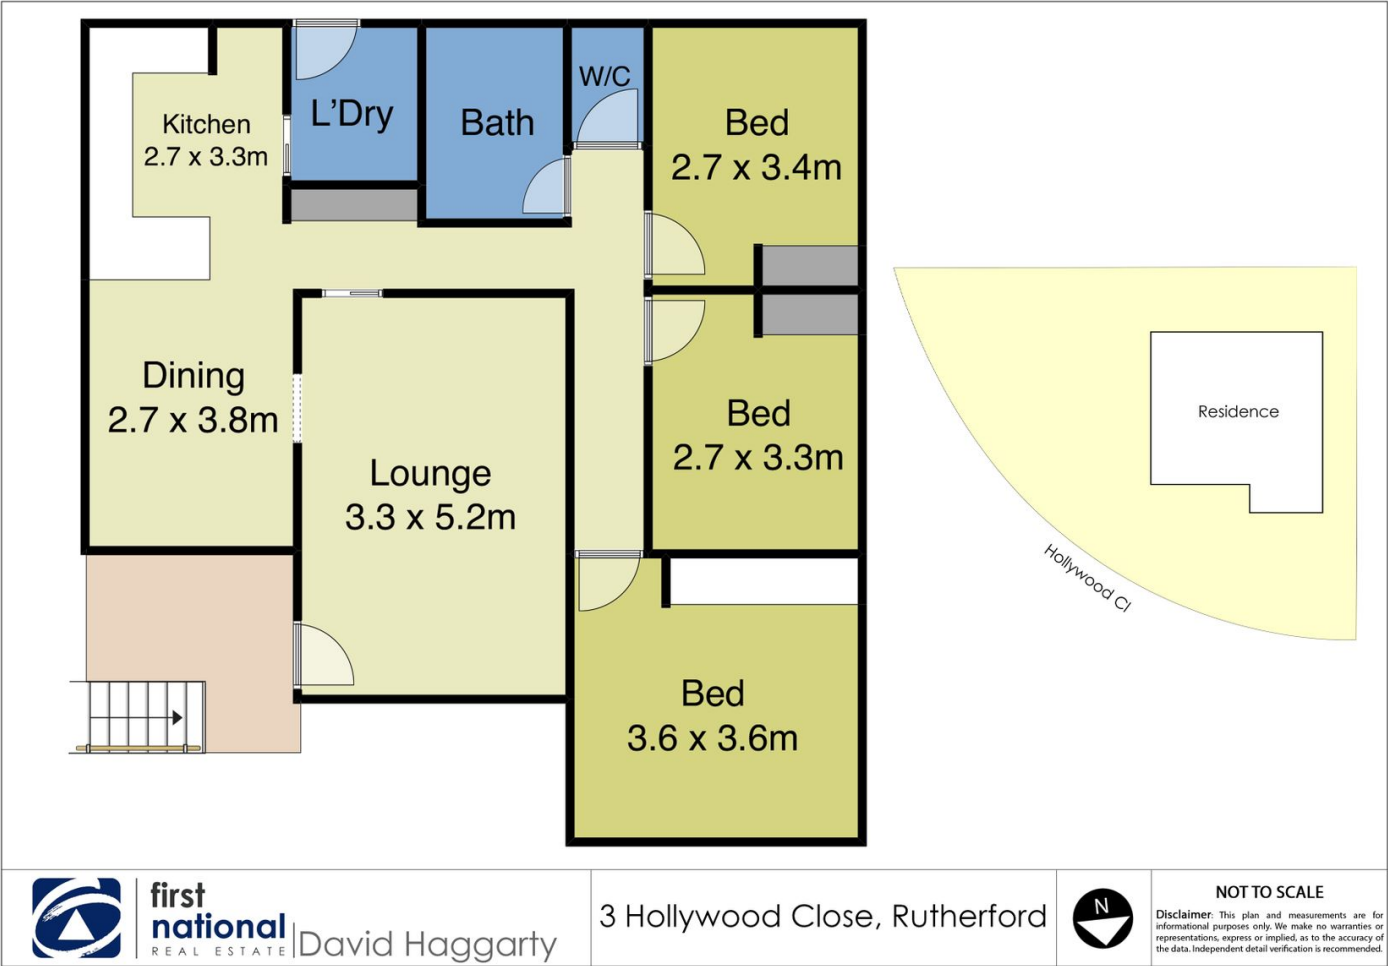 Kitchen
2.7 x 3.3m
L'Dry
Bath
W/C
Bed
2.7 x 3.4m
Dining
2.7 x 3.8m
Lounge
3.3 x 5.2m
Bed
2.7 x 3.3m
Bed
3.6 x 3.6m
Residence
Hollywood Cl
first
national
REAL ESTATE
David Haggarty
3 Hollywood Close, Rutherford
N
NOT TO SCALE
Disclaimer: This plan and measurements are for
informational purposes only. We make no warranties or
representations, express or implied, as to the accuracy of
the data. Independent detail verification is recommended.